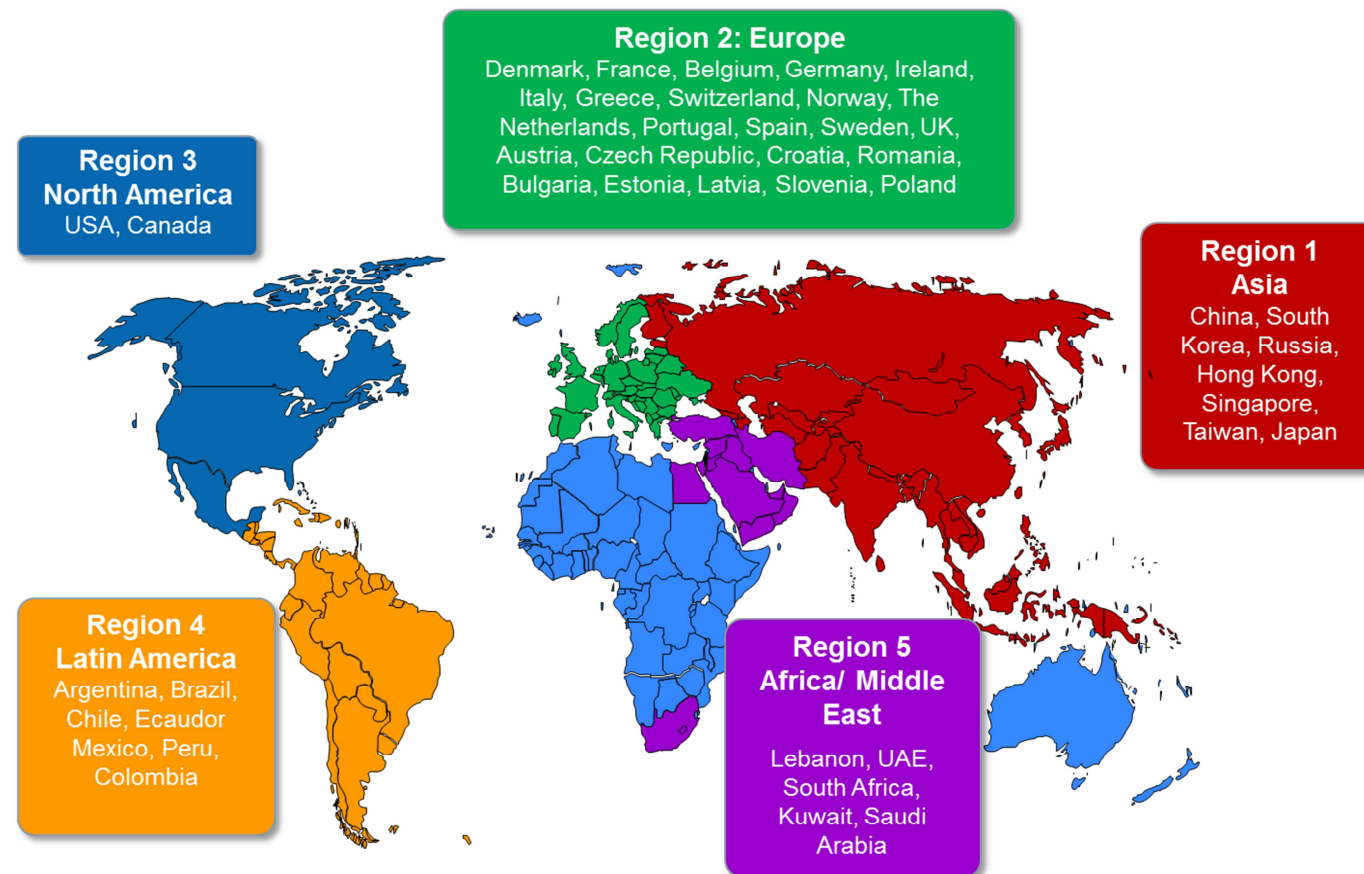 Region 2: Europe
Denmark, France, Belgium, Germany, Ireland,
Italy, Greece, Switzerland, Norway, The
Netherlands, Portugal, Spain, Sweden, UK,
Austria, Czech Republic, Croatia, Romania,
Bulgaria, Estonia, Latvia, Slovenia, Poland
Region 3
North America
USA, Canada
Region 1
Asia
China, South
Korea, Russia,
Hong Kong,
Singapore,
Taiwan, Japan
Region 4
Latin America
Argentina, Brazil,
Chile, Ecaudor
Mexico, Peru,
Colombia
Region 5
Africa/ Middle
East
Lebanon, UAE,
South Africa,
Kuwait, Saudi
Arabia